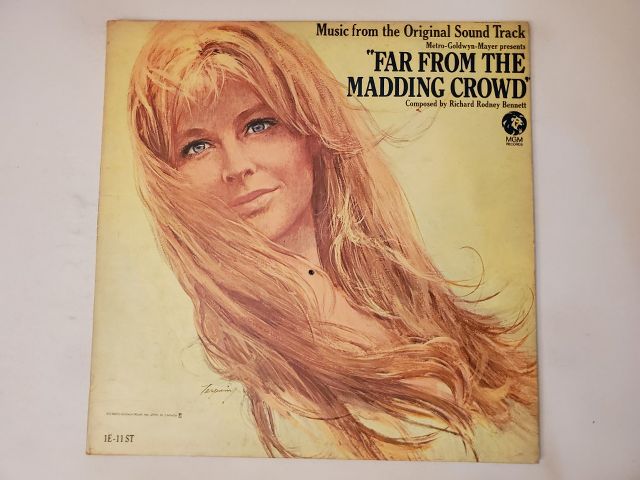 Music from the Original Sound Track
Metro-Goldwyn-Mayer presents
"FAR FROM THE
MADDING CROWD"
Composed by Richard Rodney Bennett
MGM
RECORDS
1E-11 ST